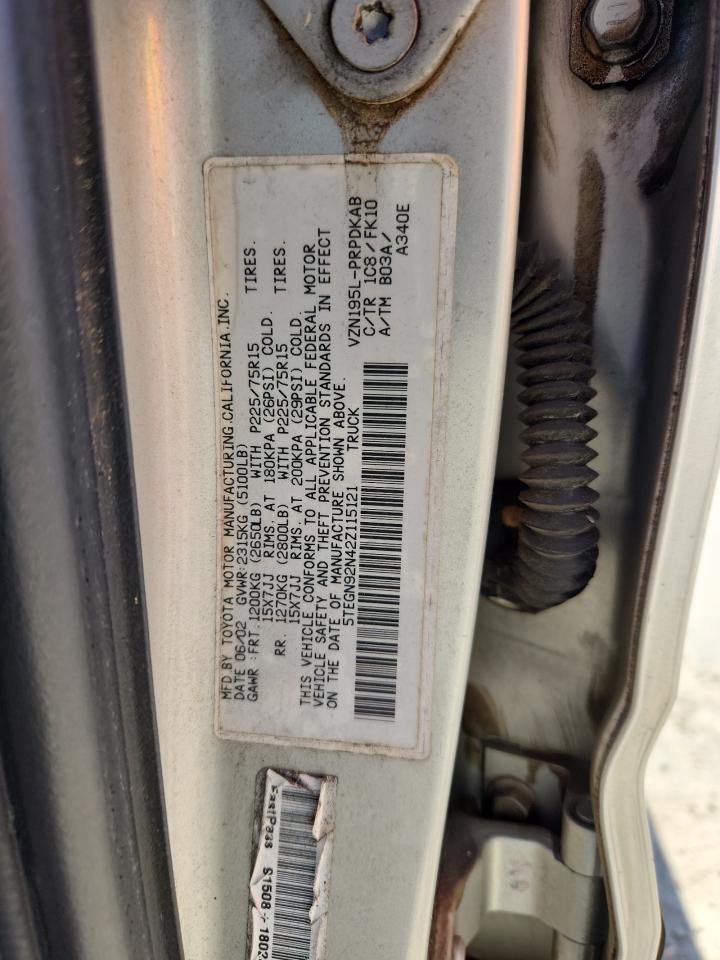 MFD.BY TOYOTA MOTOR MANUFACTURING.CALIFORNIA.INC.
DATE 06/02 GVWR:2315KG (5100LB)
GAWR :FRT.1200KG (2650LB) WITH P225/75R15 TIRES.
15X7JJ RIMS. AT 180KPA (26PSI) COLD.
RR. 1270KG (2800LB) WITH P225/75R15 TIRES.
15X7JJ RIMS. AT 200KPA (29PSI) COLD.
THIS VEHICLE CONFORMS TO ALL APPLICABLE FEDERAL MOTOR
VEHICLE SAFETY AND THEFT PREVENTION STANDARDS IN EFFECT
ON THE DATE OF MANUFACTURE SHOWN ABOVE.
5TEGN92N42Z115121 TRUCK
VZN195L-PRPDKAB
C/TR 1C8/FK10
A/TM B03A/
A340E
FastPass
S1508